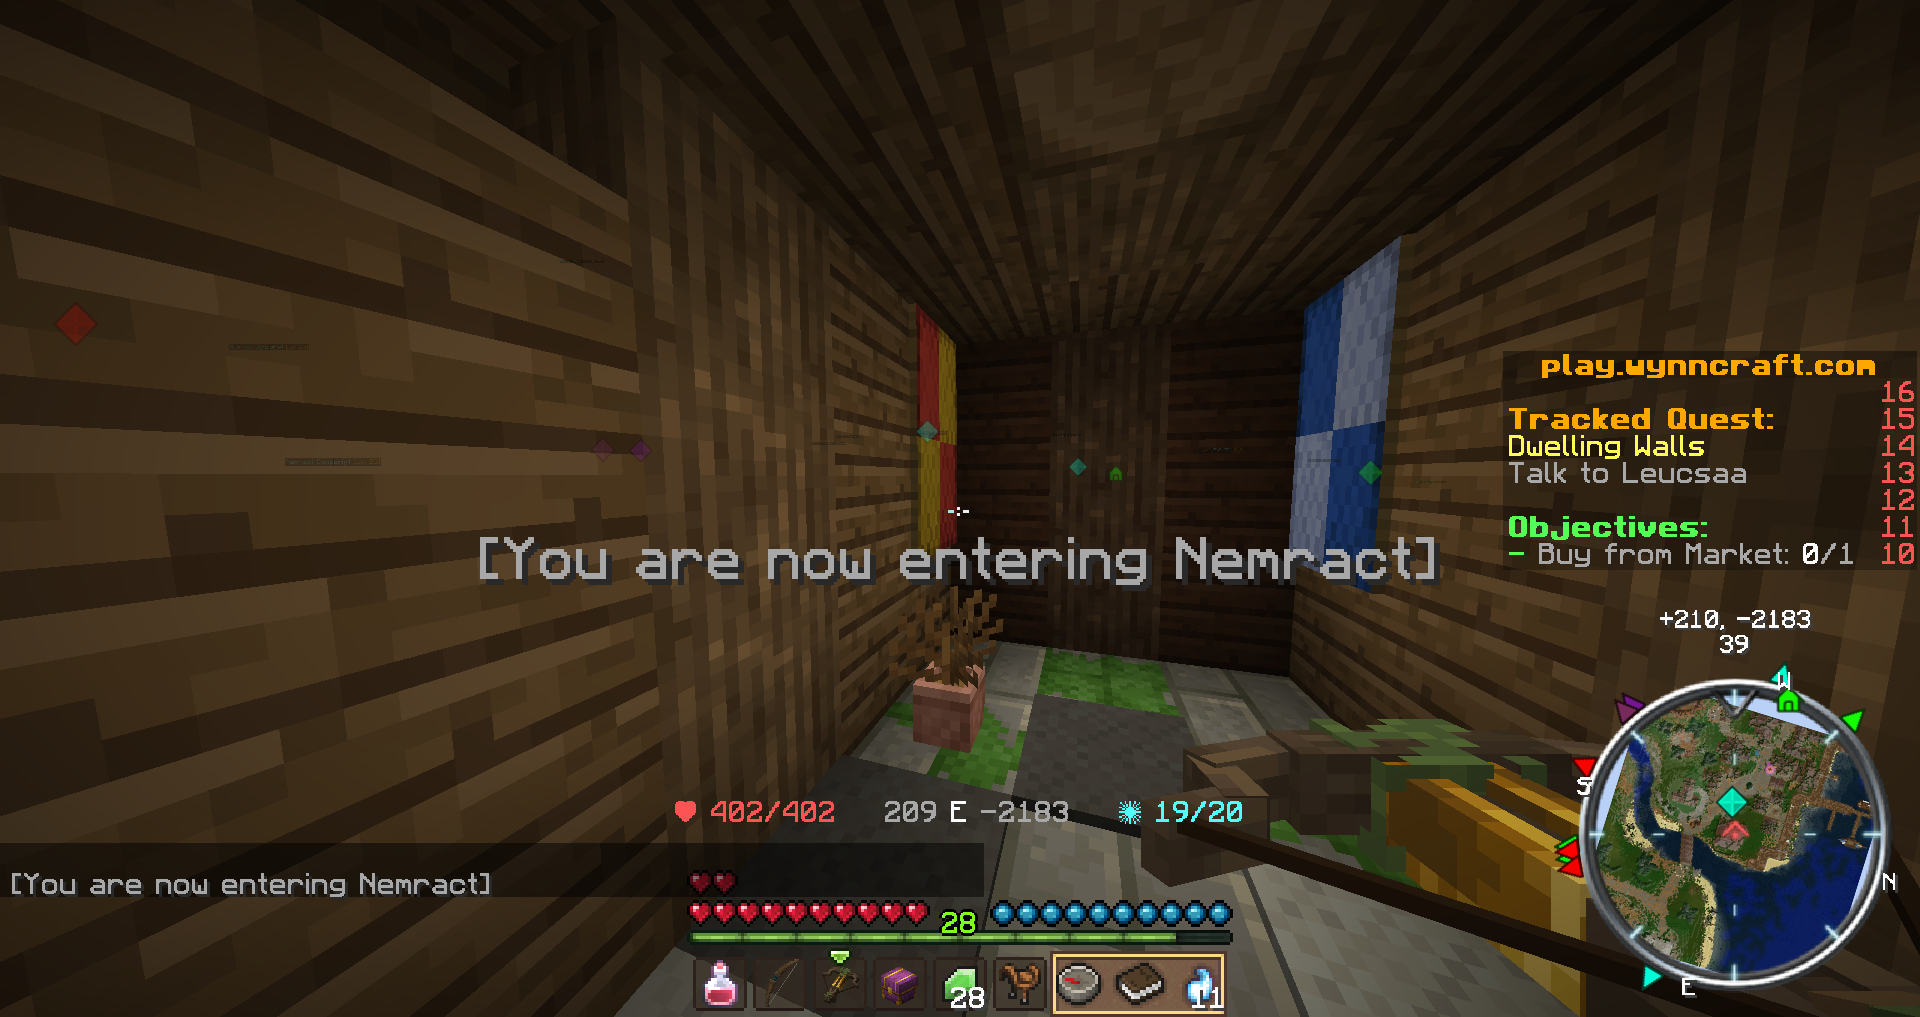 play.wynncraft.com
16
Tracked Quest: 15
Dwelling Walls 14
Talk to Leucsaa 13
12
Objectives: 11
- Buy from Market: 0/1 10
[You are now entering Nemract]
+210, -2183
39
W
S
N
E
402/402 209 E -2183 19/20
[You are now entering Nemract]
28
28
11